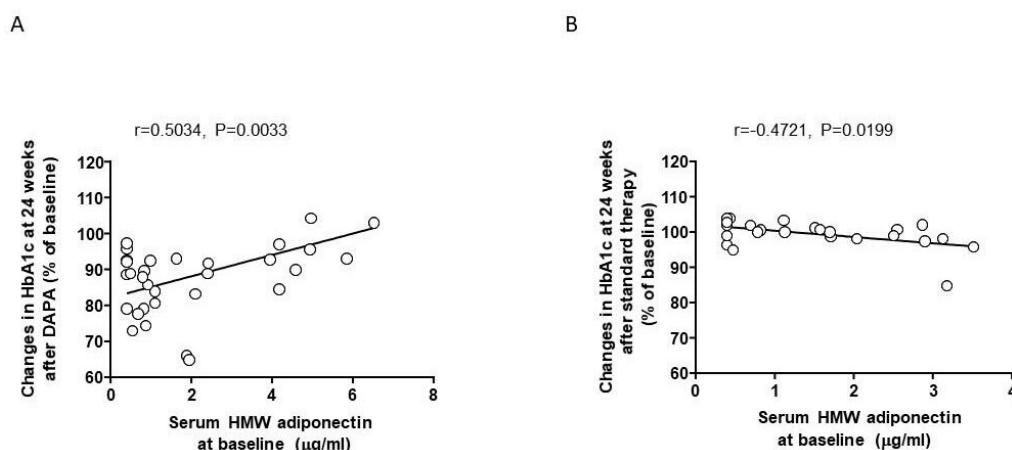 A
r=0.5034, P=0.0033
Changes in HbA1c at 24 weeks
after DAPA (% of baseline)
120
110
100
90
80
70
60
0
2
4
6
8
Serum HMW adiponectin
at baseline (μg/ml)
B
r=-0.4721, P=0.0199
Changes in HbA1c at 24 weeks
after standard therapy
(% of baseline)
120
110
100
90
80
70
60
0
1
2
3
4
Serum HMW adiponectin
at baseline (μg/ml)